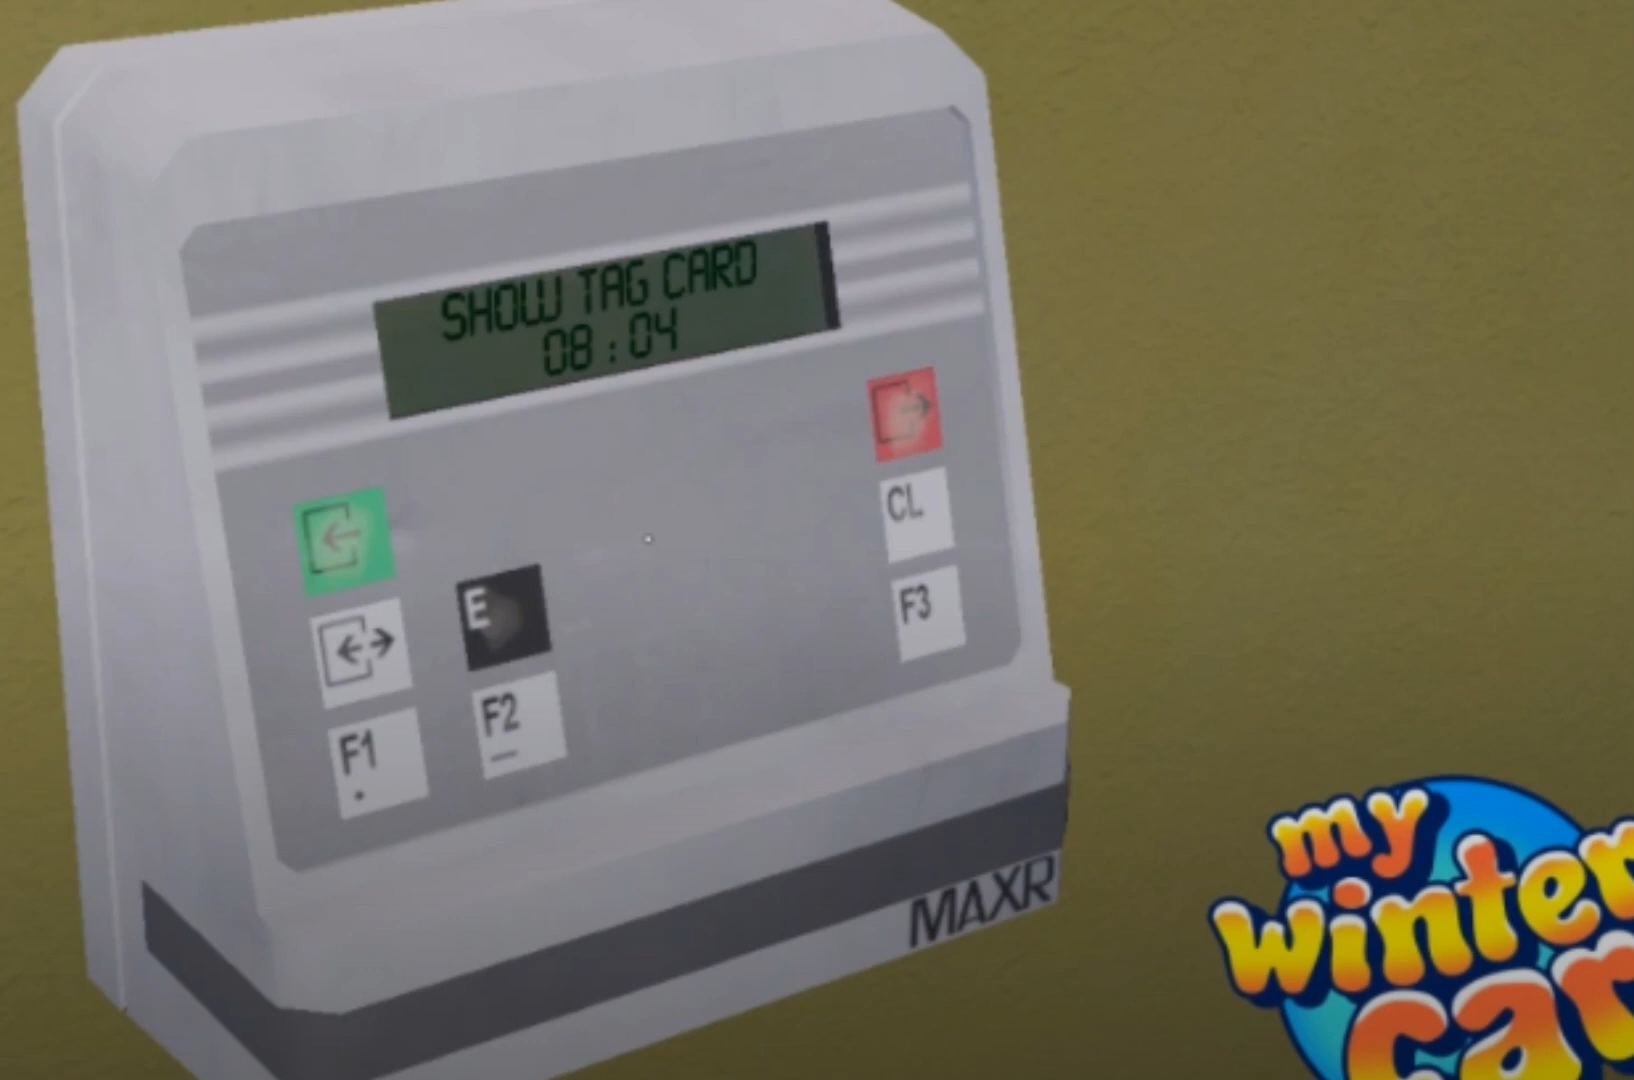 SHOW TAG CARD
08:04
CL
E
F3
F2
—
F1
.
MAXR
my
winter
car